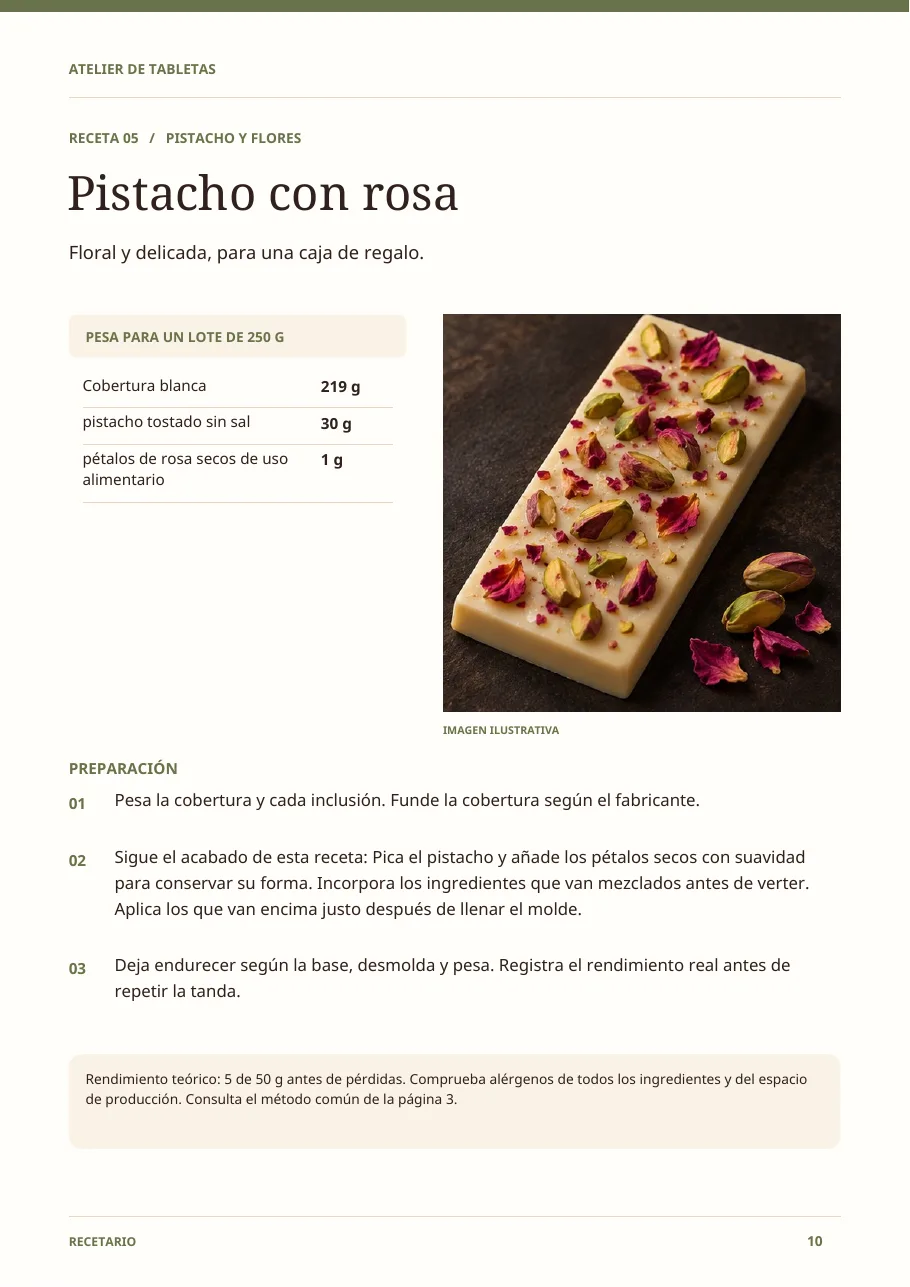 ATELIER DE TABLETAS
RECETA 05 / PISTACHO Y FLORES
Pistacho con rosa
Floral y delicada, para una caja de regalo.
PESA PARA UN LOTE DE 250 G
Cobertura blanca 219 g
pistacho tostado sin sal 30 g
pétalos de rosa secos de uso 1 g
alimentario
IMAGEN ILUSTRATIVA
PREPARACIÓN
01 Pesa la cobertura y cada inclusión. Funde la cobertura según el fabricante.
02 Sigue el acabado de esta receta: Pica el pistacho y añade los pétalos secos con suavidad
para conservar su forma. Incorpora los ingredientes que van mezclados antes de verter.
Aplica los que van encima justo después de llenar el molde.
03 Deja endurecer según la base, desmolda y pesa. Registra el rendimiento real antes de
repetir la tanda.
Rendimiento teórico: 5 de 50 g antes de pérdidas. Comprueba alérgenos de todos los ingredientes y del espacio
de producción. Consulta el método común de la página 3.
RECETARIO 10